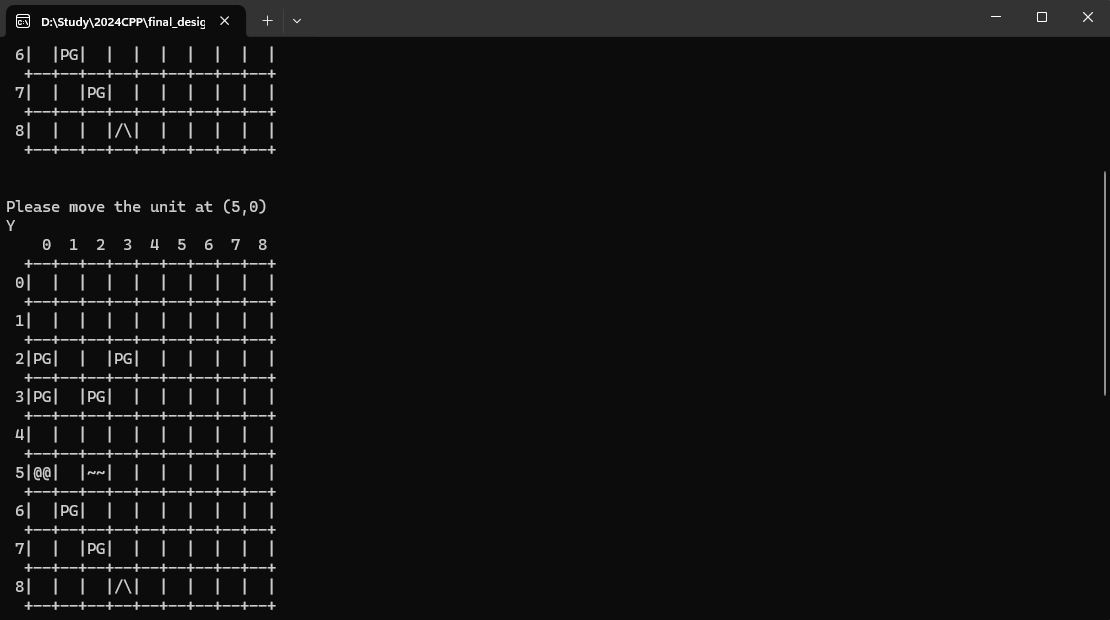 D:\Study\2024CPP\final_desig
 6|  |PG|  |  |  |  |  |  |  |
  +--+--+--+--+--+--+--+--+--+
 7|  |  |PG|  |  |  |  |  |  |
  +--+--+--+--+--+--+--+--+--+
 8|  |  |  |/\|  |  |  |  |  |
  +--+--+--+--+--+--+--+--+--+
Please move the unit at (5,0)
Y
    0  1  2  3  4  5  6  7  8
  +--+--+--+--+--+--+--+--+--+
 0|  |  |  |  |  |  |  |  |  |
  +--+--+--+--+--+--+--+--+--+
 1|  |  |  |  |  |  |  |  |  |
  +--+--+--+--+--+--+--+--+--+
 2|PG|  |  |PG|  |  |  |  |  |
  +--+--+--+--+--+--+--+--+--+
 3|PG|  |PG|  |  |  |  |  |  |
  +--+--+--+--+--+--+--+--+--+
 4|  |  |  |  |  |  |  |  |  |
  +--+--+--+--+--+--+--+--+--+
 5|@@|  |~~|  |  |  |  |  |  |
  +--+--+--+--+--+--+--+--+--+
 6|  |PG|  |  |  |  |  |  |  |
  +--+--+--+--+--+--+--+--+--+
 7|  |  |PG|  |  |  |  |  |  |
  +--+--+--+--+--+--+--+--+--+
 8|  |  |  |/\|  |  |  |  |  |
  +--+--+--+--+--+--+--+--+--+